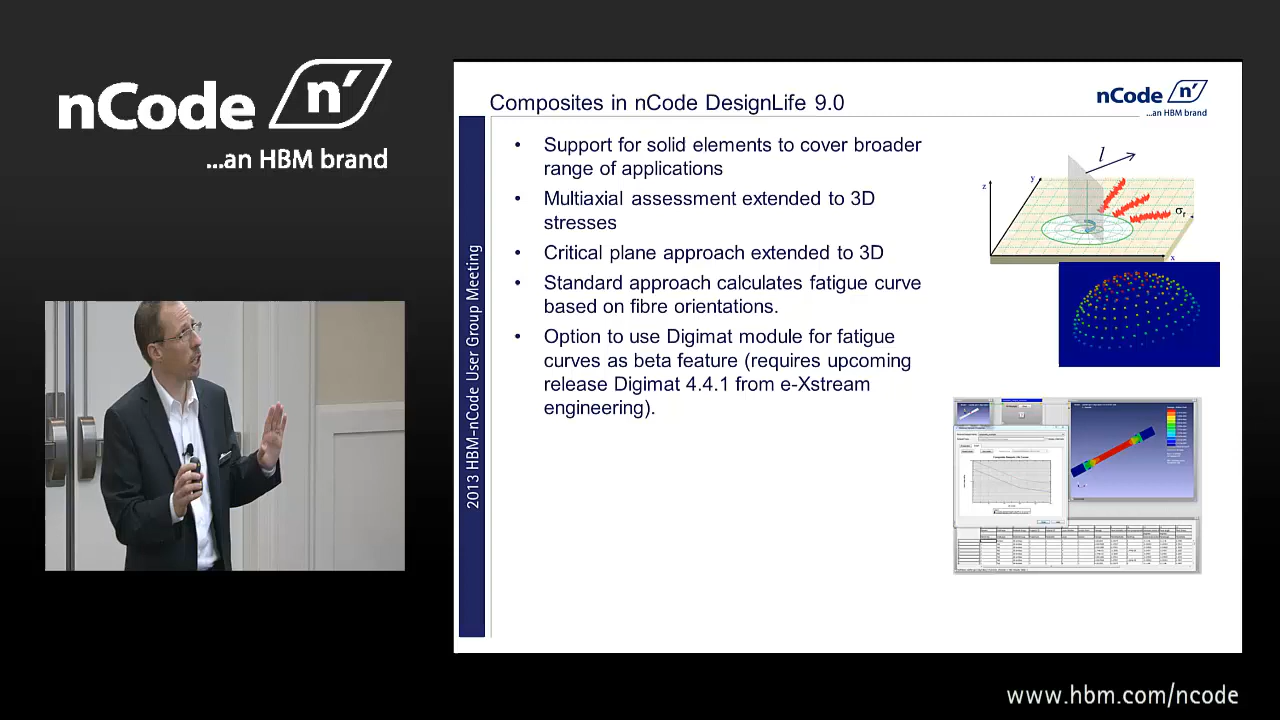 nCode n'
...an HBM brand
Composites in nCode DesignLife 9.0
nCode n'
...an HBM brand
• Support for solid elements to cover broader
range of applications
• Multiaxial assessment extended to 3D
stresses
• Critical plane approach extended to 3D
• Standard approach calculates fatigue curve
based on fibre orientations.
• Option to use Digimat module for fatigue
curves as beta feature (requires upcoming
release Digimat 4.4.1 from e-Xstream
engineering).
2013 HBM-nCode User Group Meeting
l
z
y
σr
x
www.hbm.com/ncode